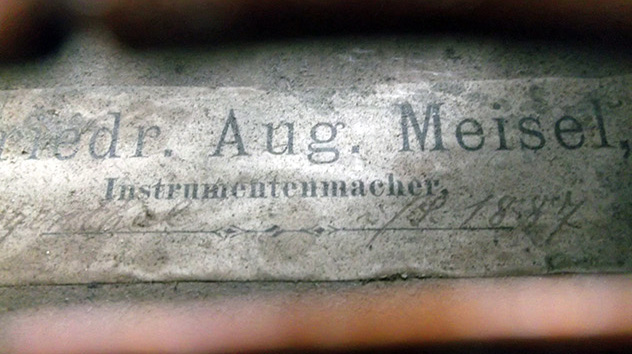 riedr. Aug. Meisel,
Instrumentenmacher.
1887